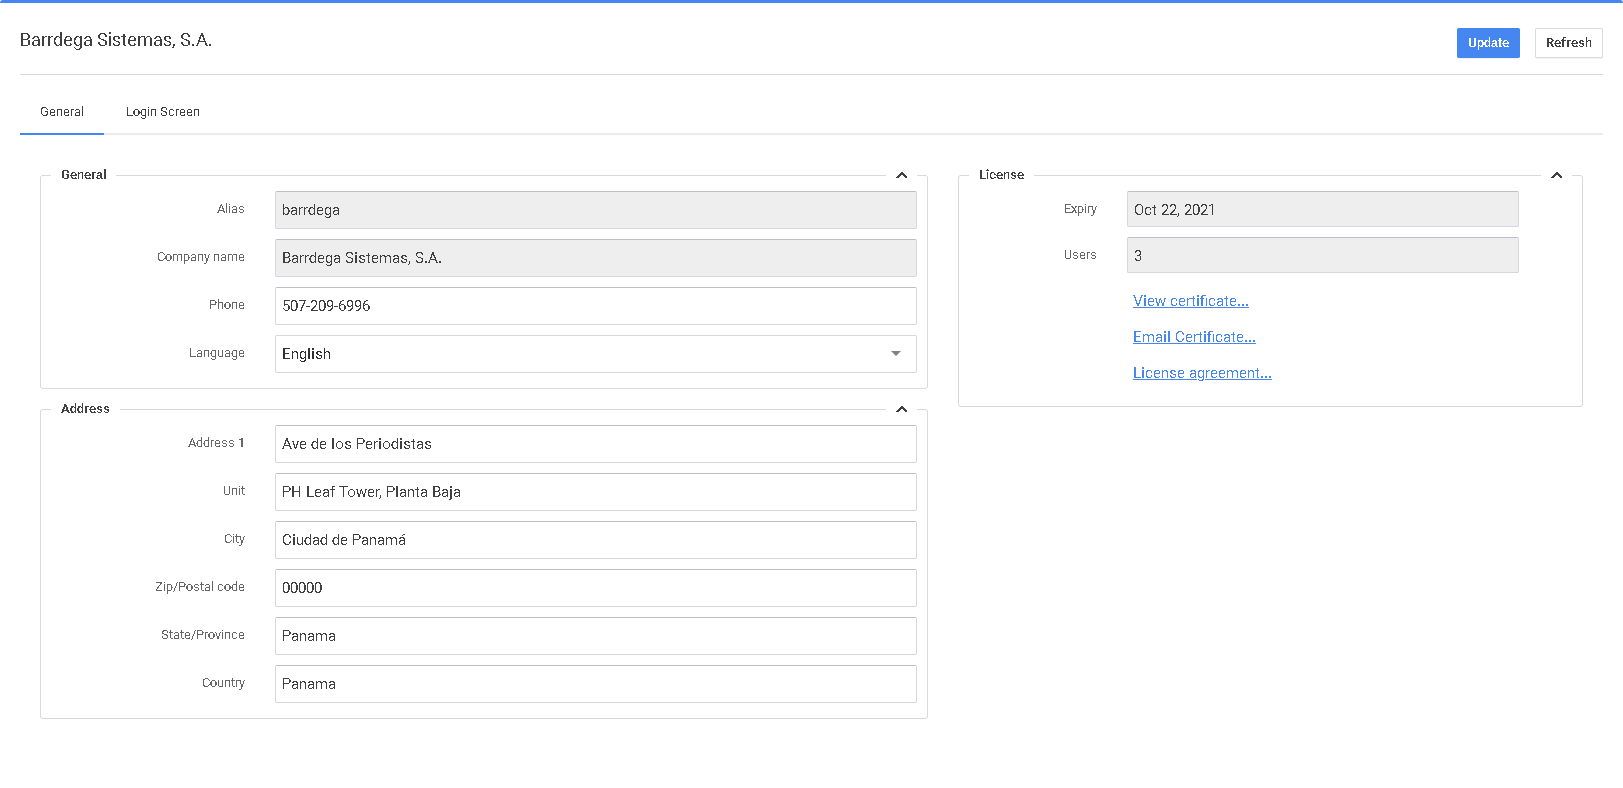 Barrdega Sistemas, S.A.
Update Refresh
General Login Screen
General
Alias barrdega
Company name Barrdega Sistemas, S.A.
Phone 507-209-6996
Language English
Address
Address 1 Ave de los Periodistas
Unit PH Leaf Tower, Planta Baja
City Ciudad de Panamá
Zip/Postal code 00000
State/Province Panama
Country Panama
License
Expiry Oct 22, 2021
Users 3
View certificate...
Email Certificate...
License agreement...